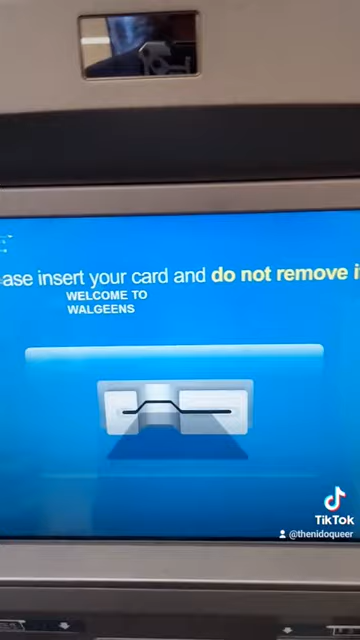 ase insert your card and do not remove i
WELCOME TO
WALGEENS
TikTok
@thenidoqueer